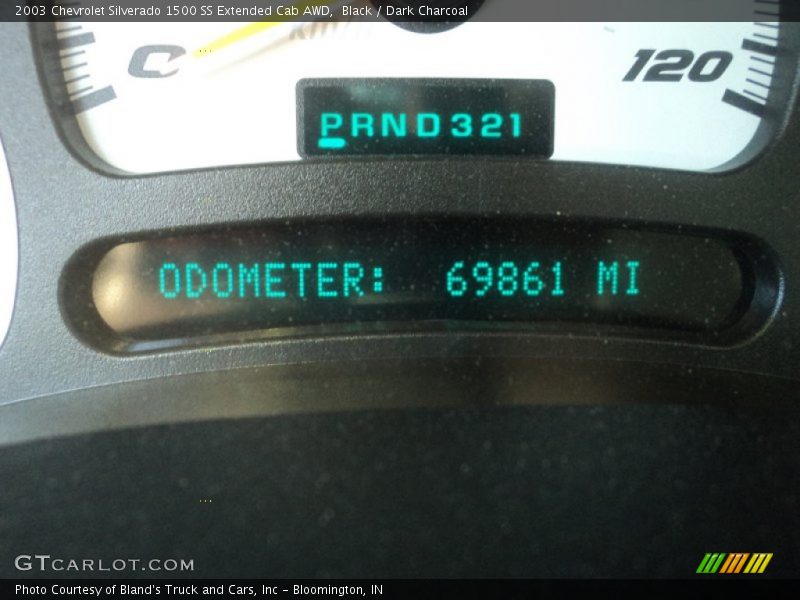 2003 Chevrolet Silverado 1500 SS Extended Cab AWD,  Black / Dark Charcoal
120
PRND321
ODOMETER:  69861 MI
GTCARLOT.COM
Photo Courtesy of Bland's Truck and Cars, Inc - Bloomington, IN